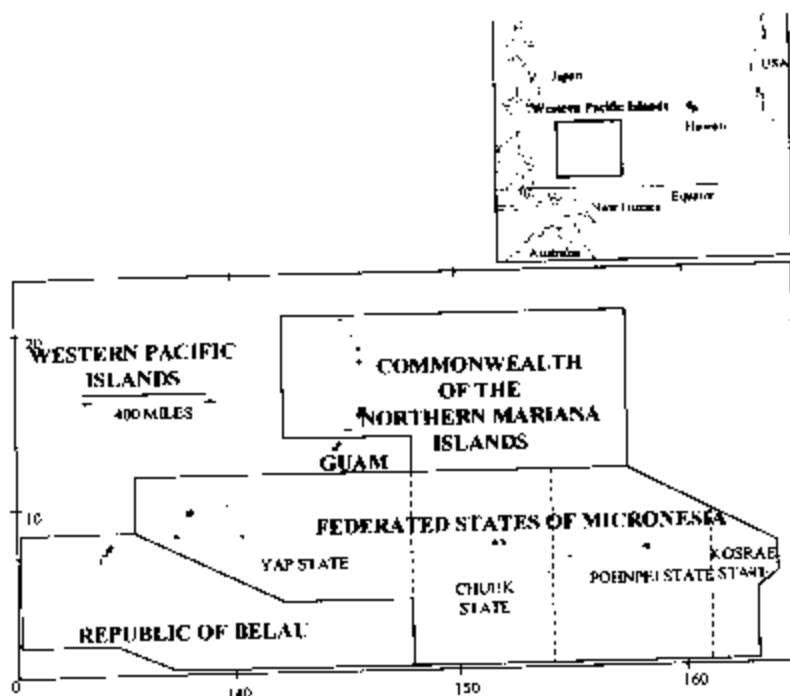 Japan
USA
Western Pacific Islands
Hawaii
Equator
New Guinea
Australia
20
WESTERN PACIFIC
ISLANDS
400 MILES
COMMONWEALTH
OF THE
NORTHERN MARIANA
ISLANDS
GUAM
10
FEDERATED STATES OF MICRONESIA
YAP STATE
CHUUK
STATE
POHNPEI STATE
KOSRAE
STATE
REPUBLIC OF BELAU
0
140
150
160